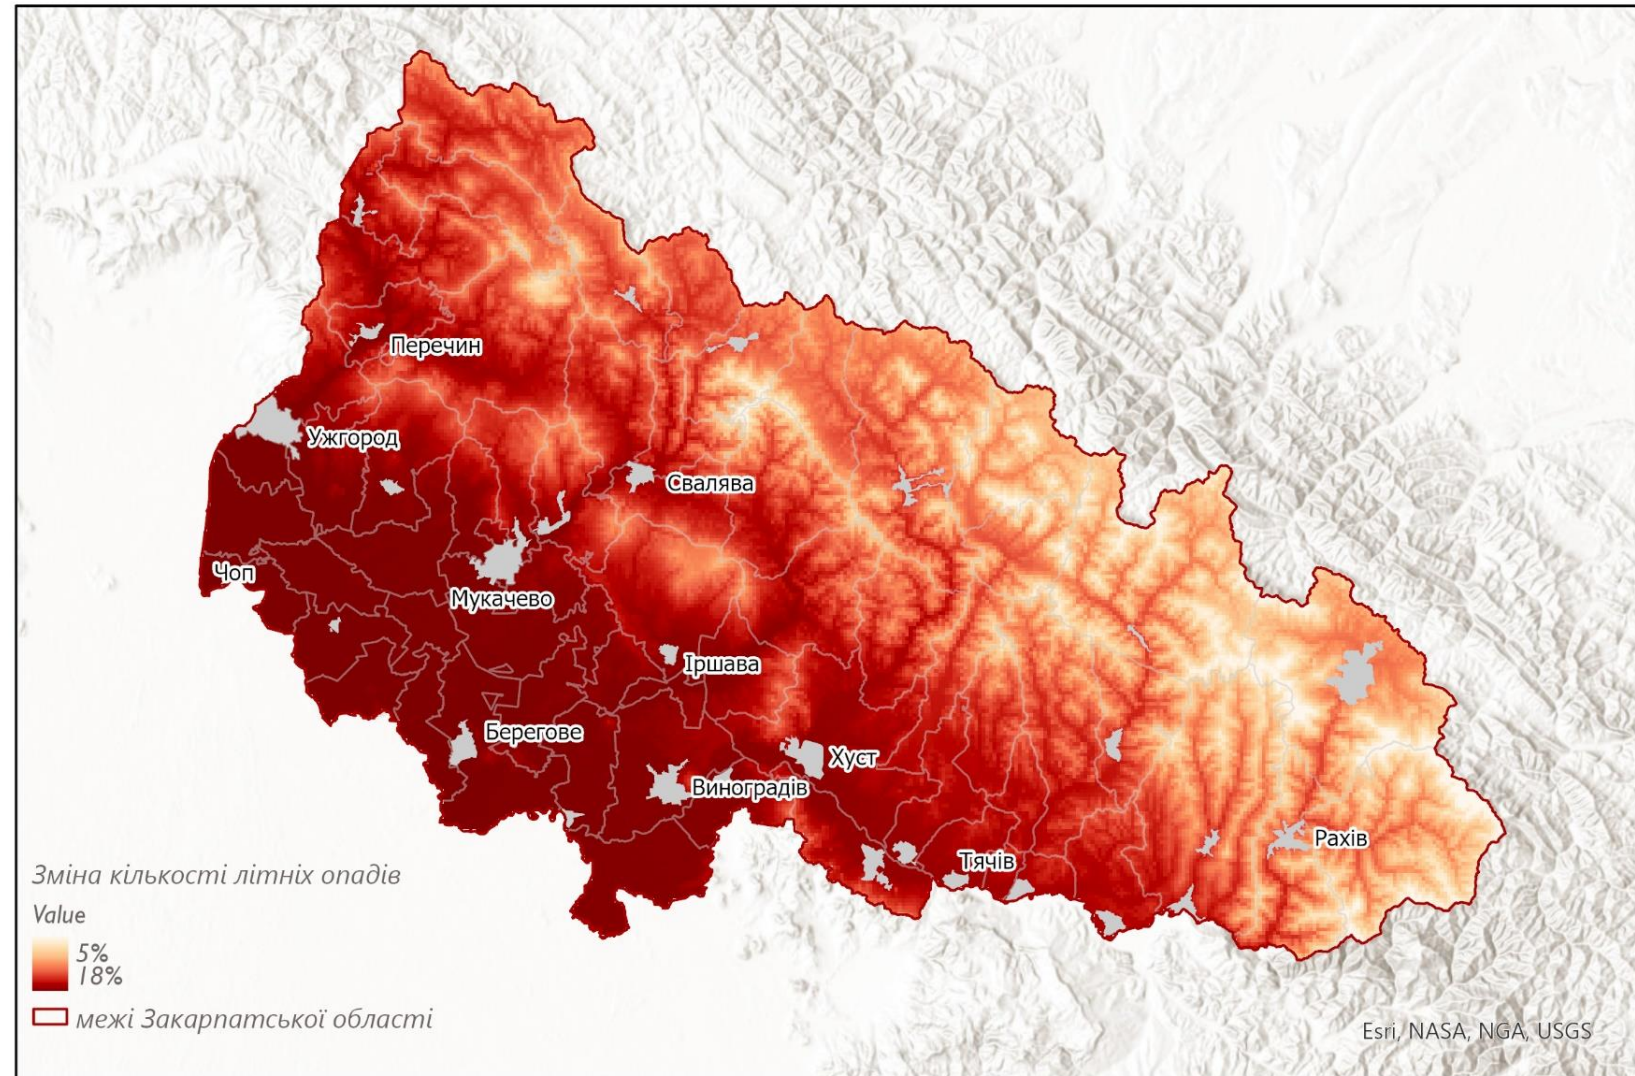 Перечин
Ужгород
Свалява
Чоп
Мукачево
Іршава
Берегове
Хуст
Виноградів
Тячів
Рахів
Зміна кількості літніх опадів
Value
5%
18%
межі Закарпатської області
Esri, NASA, NGA, USGS